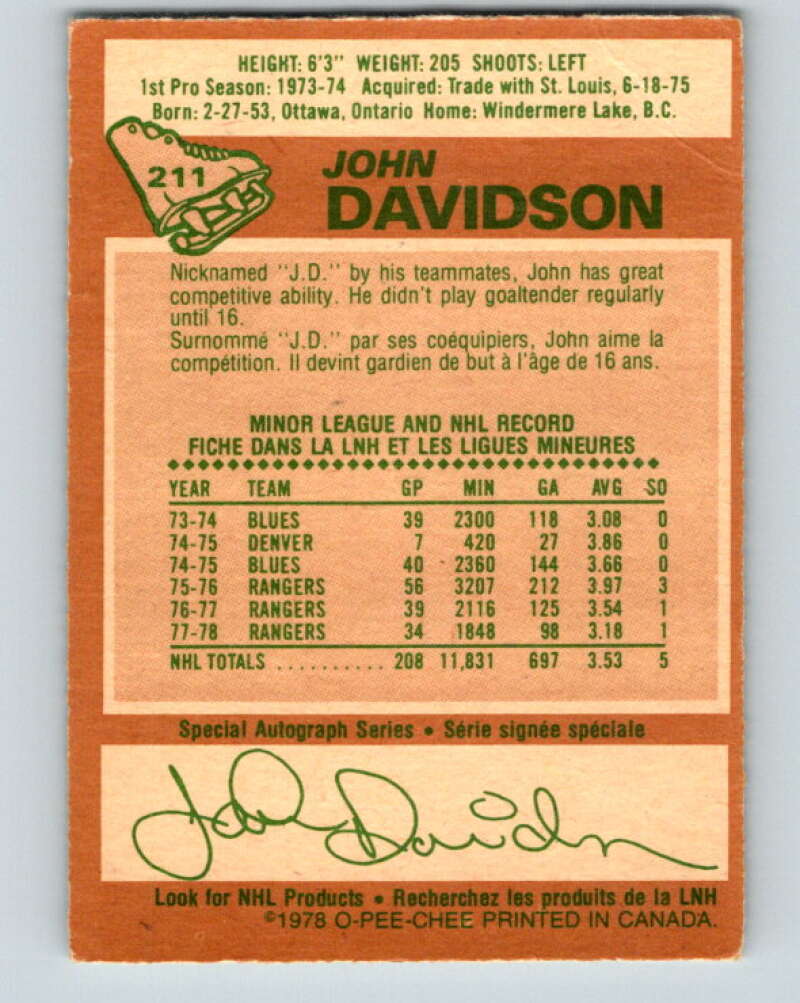 HEIGHT: 6'3" WEIGHT: 205 SHOOTS: LEFT
1st Pro Season: 1973-74 Acquired: Trade with St. Louis, 6-18-75
Born: 2-27-53, Ottawa, Ontario Home: Windermere Lake, B.C.
211
JOHN
DAVIDSON
Nicknamed "J.D." by his teammates, John has great
competitive ability. He didn't play goaltender regularly
until 16.
Surnommé "J.D." par ses coéquipiers, John aime la
compétition. Il devint gardien de but à l'âge de 16 ans.
MINOR LEAGUE AND NHL RECORD
FICHE DANS LA LNH ET LES LIGUES MINEURES
YEAR TEAM GP MIN GA AVG SO
73-74 BLUES 39 2300 118 3.08 0
74-75 DENVER 7 420 27 3.86 0
74-75 BLUES 40 2360 144 3.66 0
75-76 RANGERS 56 3207 212 3.97 3
76-77 RANGERS 39 2116 125 3.54 1
77-78 RANGERS 34 1848 98 3.18 1
NHL TOTALS .......... 208 11,831 697 3.53 5
Special Autograph Series • Série signée spéciale
John Davidson
Look for NHL Products • Recherchez les produits de la LNH
©1978 O-PEE-CHEE PRINTED IN CANADA.